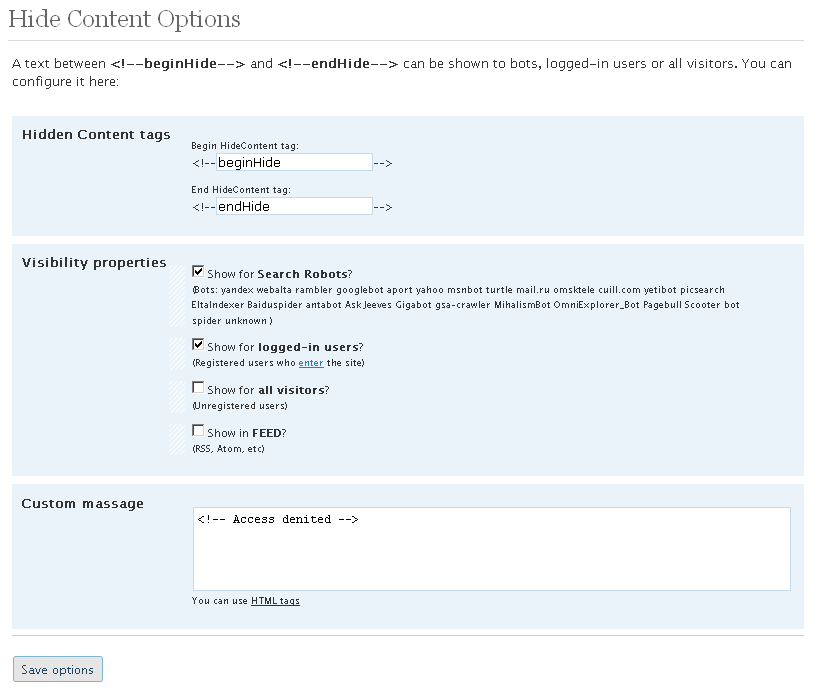 Hide Content Options
A text between <!--beginHide--> and <!--endHide--> can be shown to bots, logged-in users or all visitors. You can
configure it here:
Hidden Content tags
Begin HideContent tag:
<!--beginHide-->
End HideContent tag:
<!--endHide-->
Visibility properties
Show for Search Robots?
(Bots: yandex webalta rambler googlebot aport yahoo msnbot turtle mail.ru omsktele cuill.com yetibot picsearch
EltaIndexer Baiduspider antabot Ask Jeeves Gigabot gsa-crawler MihalismBot OmniExplorer_Bot Pagebull Scooter bot
spider unknown )
Show for logged-in users?
(Registered users who enter the site)
Show for all visitors?
(Unregistered users)
Show in FEED?
(RSS, Atom, etc)
Custom massage
<!-- Access denited -->
You can use HTML tags
Save options